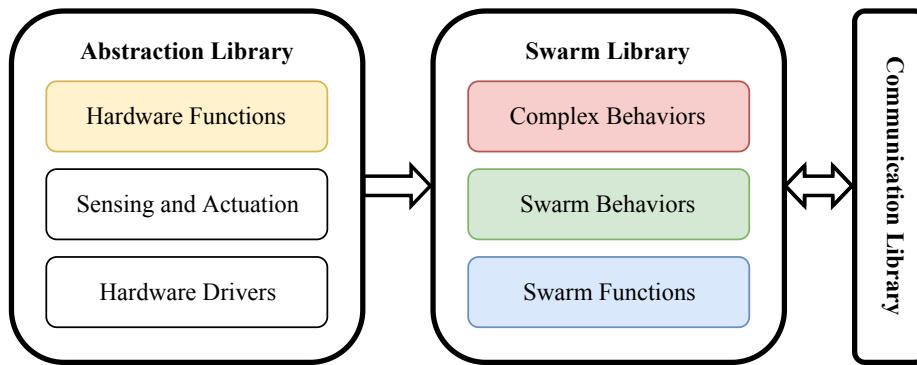 Abstraction Library
Hardware Functions
Sensing and Actuation
Hardware Drivers
Swarm Library
Complex Behaviors
Swarm Behaviors
Swarm Functions
Communication Library